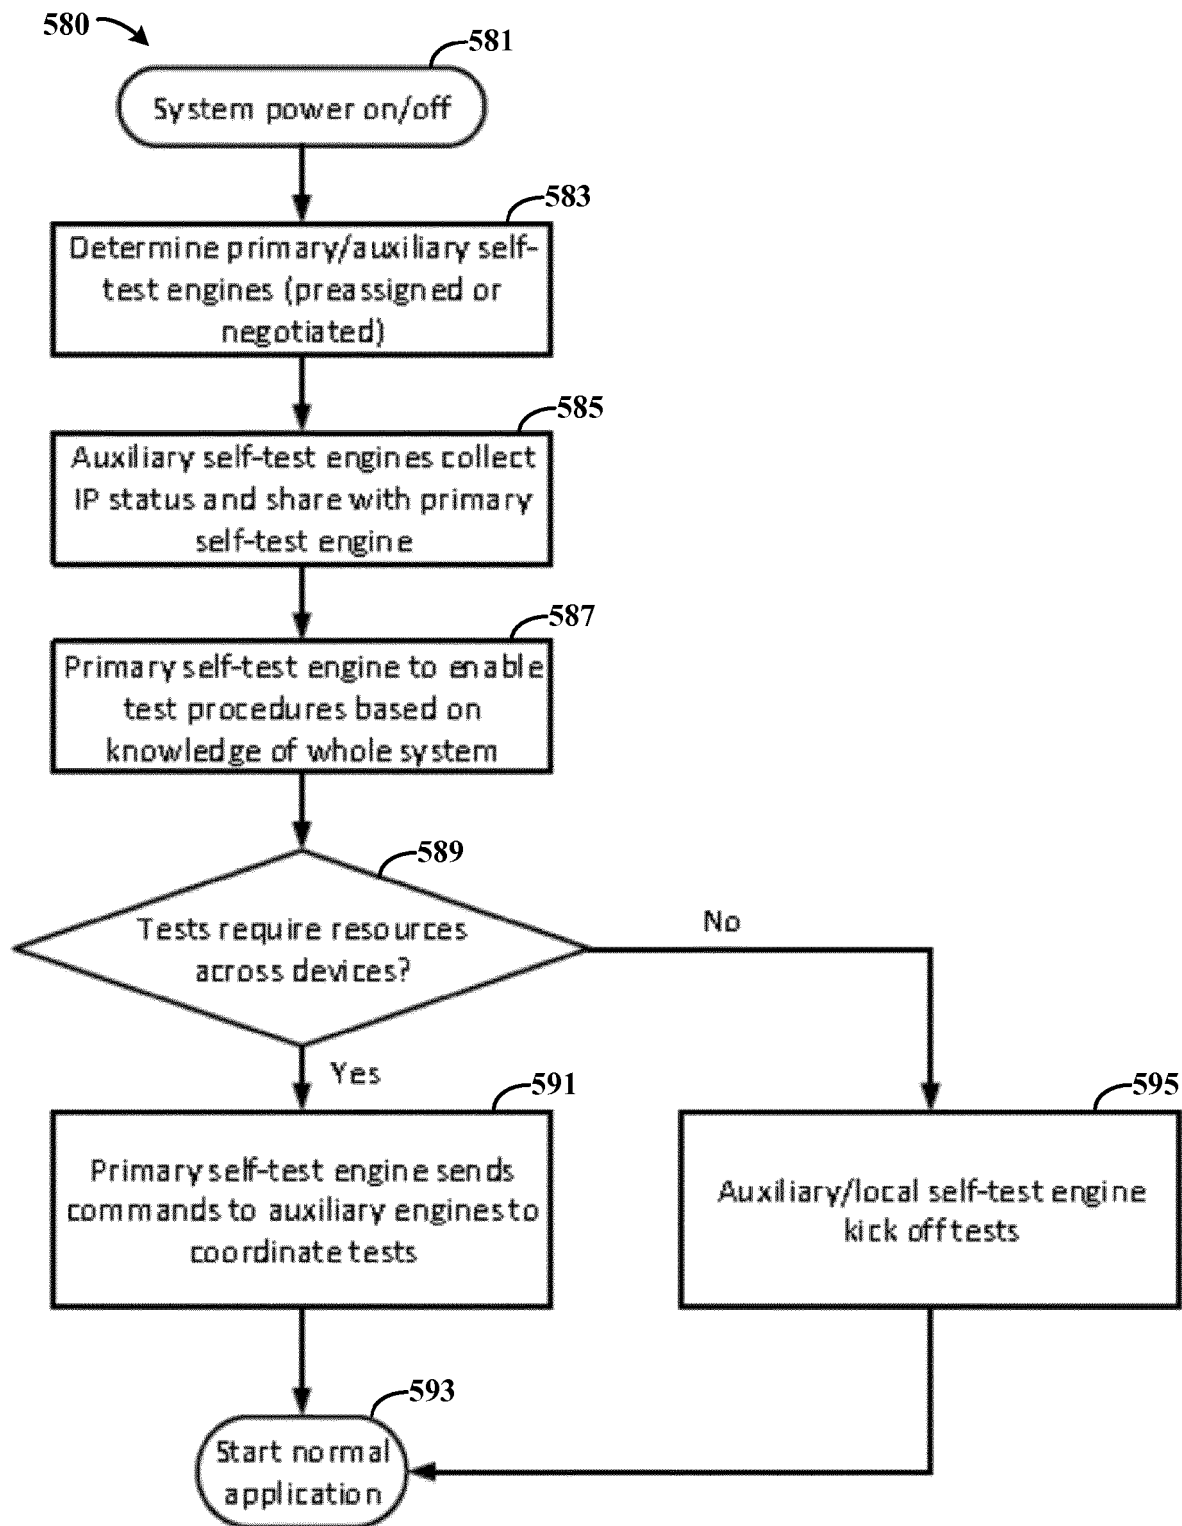 580
581
System power on/off
583
Determine primary/auxiliary self-
test engines (preassigned or
negotiated)
585
Auxiliary self-test engines collect
IP status and share with primary
self-test engine
587
Primary self-test engine to enable
test procedures based on
knowledge of whole system
589
Tests require resources
across devices?
No
Yes
591
Primary self-test engine sends
commands to auxiliary engines to
coordinate tests
595
Auxiliary/local self-test engine
kick off tests
593
Start normal
application